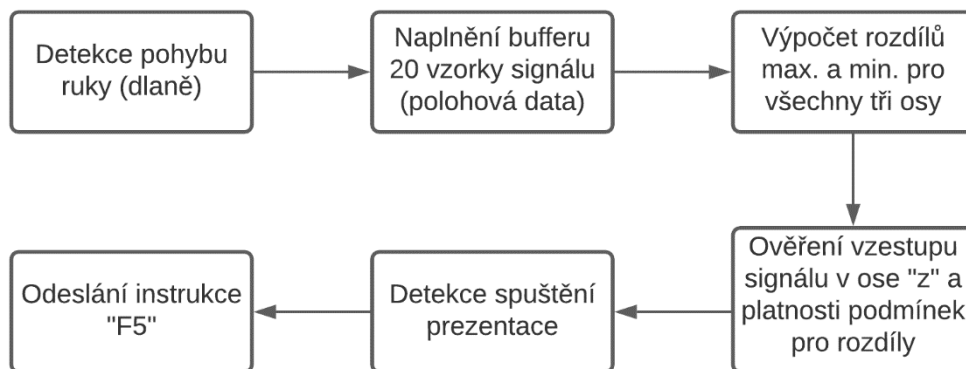 Detekce pohybu
ruky (dlaně)
Naplnění bufferu
20 vzorky signálu
(polohová data)
Výpočet rozdílů
max. a min. pro
všechny tři osy
Ověření vzestupu
signálu v ose "z" a
platnosti podmínek
pro rozdíly
Detekce spuštění
prezentace
Odeslání instrukce
"F5"